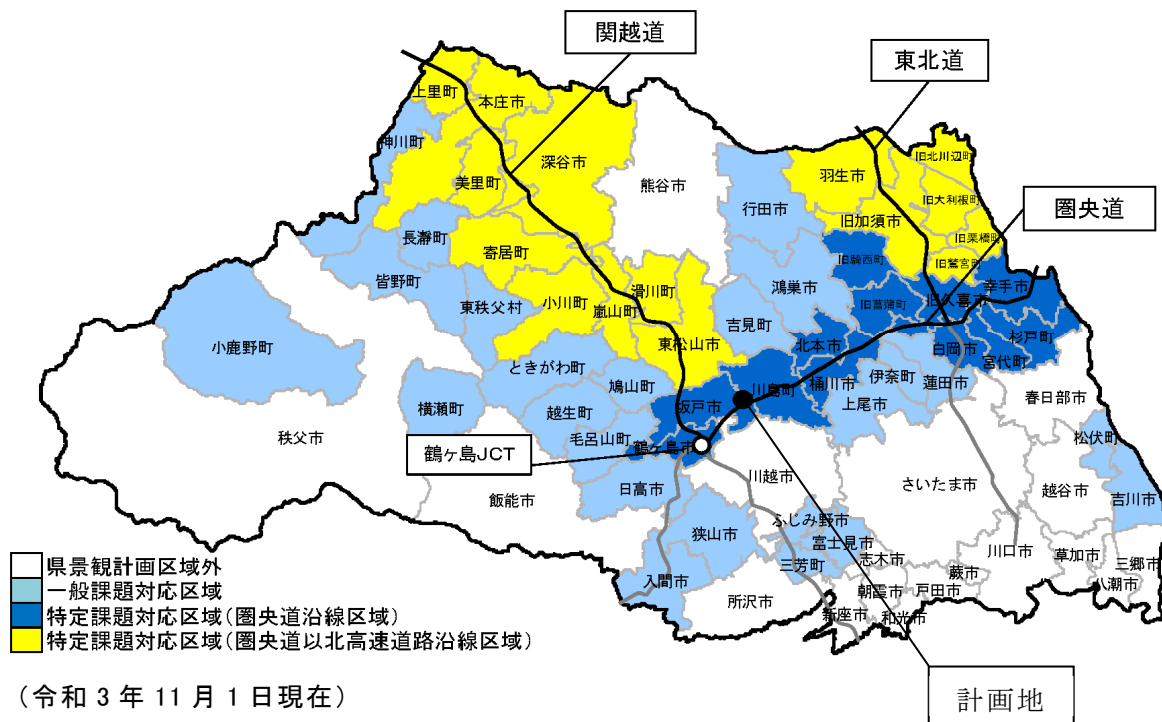 関越道
東北道
上里町
本庄市
神川町
深谷市
美里町
熊谷市
羽生市
旧北川辺町
旧大利根町
圏央道
行田市
旧加須市
旧栗橋町
長瀞町
寄居町
旧騎西町
旧鷲宮町
皆野町
鴻巣市
幸手市
東秩父村
小川町
嵐山町
滑川町
吉見町
旧菖蒲町
旧久喜市
小鹿野町
東松山市
北本市
白岡市
杉戸町
宮代町
ときがわ町
鳩山町
川島町
桶川市
伊奈町
蓮田市
横瀬町
越生町
坂戸市
上尾市
春日部市
秩父市
毛呂山町
鶴ヶ島市
松伏町
鶴ヶ島JCT
日高市
川越市
さいたま市
越谷市
吉川市
飯能市
狭山市
ふじみ野市
富士見市
志木市
川口市
草加市
三郷市
八潮市
入間市
三芳町
朝霞市
戸田市
蕨市
所沢市
新座市
和光市
県景観計画区域外
一般課題対応区域
特定課題対応区域(圏央道沿線区域)
特定課題対応区域(圏央道以北高速道路沿線区域)
(令和3年11月1日現在)
計画地